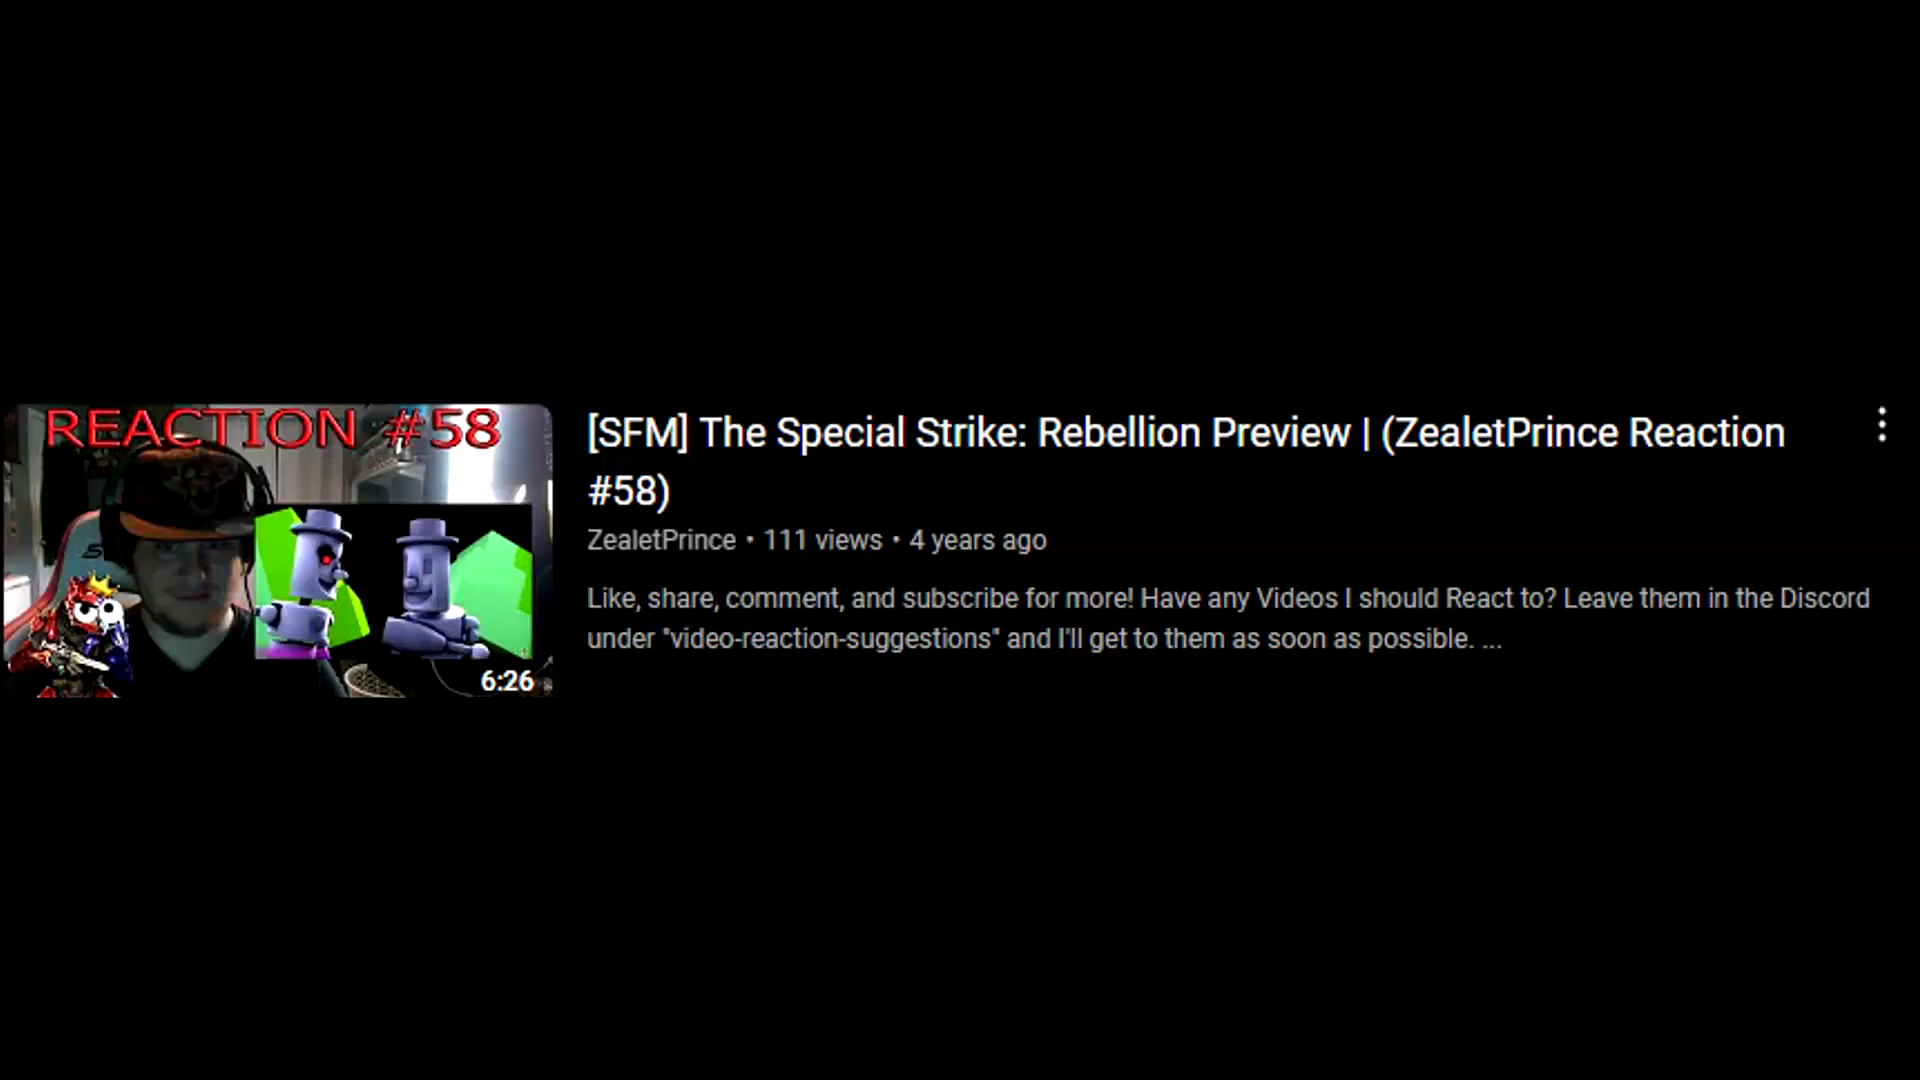 REACTION #58
6:26
[SFM] The Special Strike: Rebellion Preview | (ZealetPrince Reaction
#58)
ZealetPrince • 111 views • 4 years ago
Like, share, comment, and subscribe for more! Have any Videos I should React to? Leave them in the Discord
under "video-reaction-suggestions" and I'll get to them as soon as possible. ...